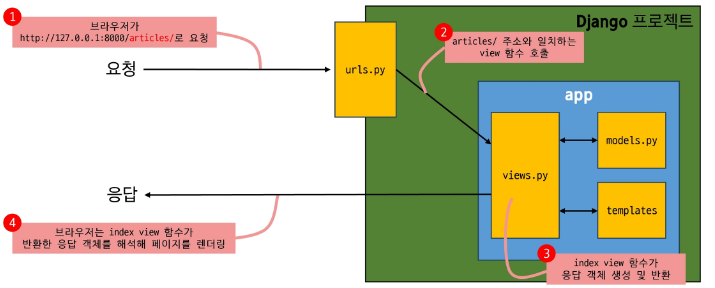 1
브라우저가
http://127.0.0.1:8000/articles/로 요청
Django 프로젝트
2
articles/ 주소와 일치하는
view 함수 호출
요청
urls.py
app
models.py
views.py
templates
응답
4
브라우저는 index view 함수가
반환한 응답 객체를 해석해 페이지를 렌더링
3
index view 함수가
응답 객체 생성 및 반환